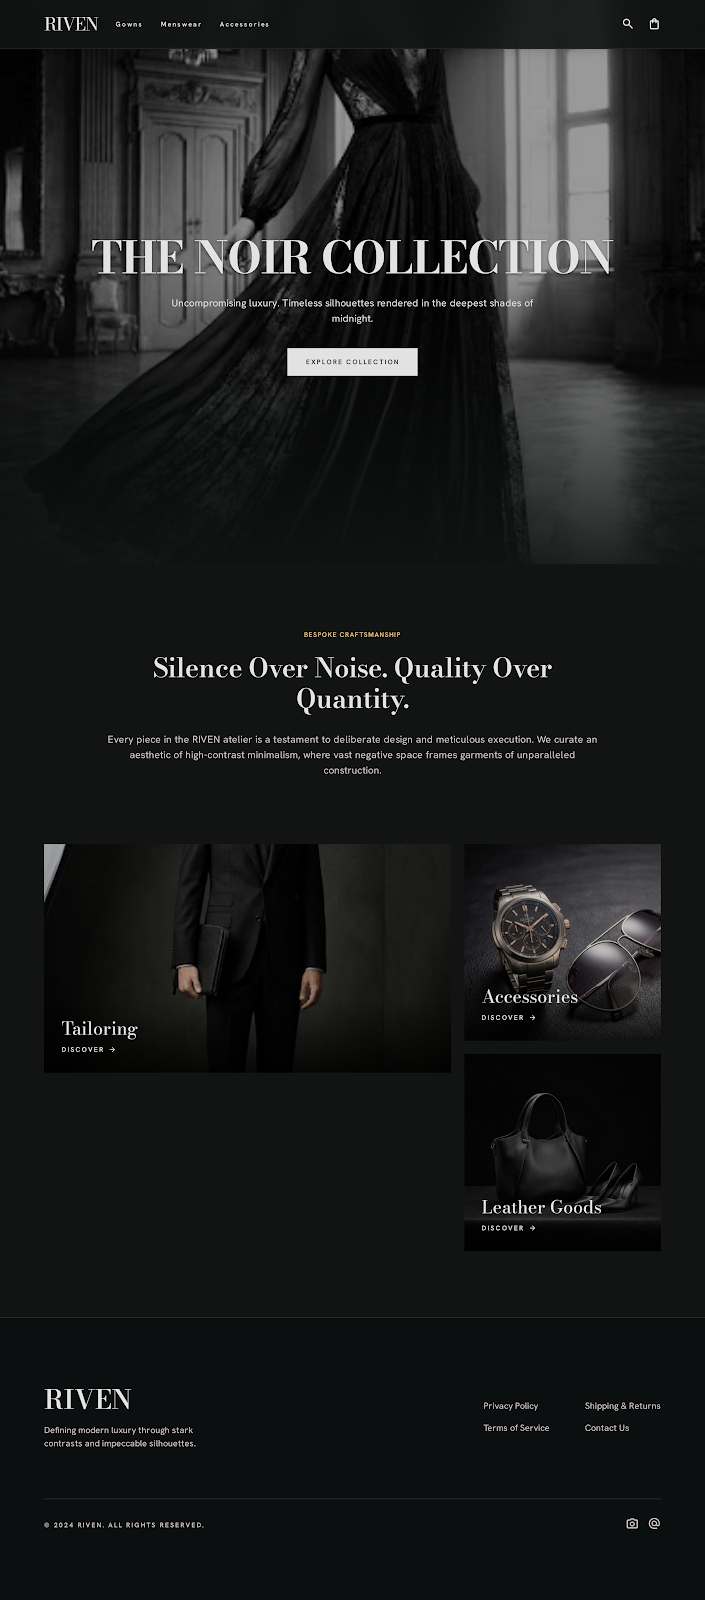 RIVEN Gowns Menswear Accessories
THE NOIR COLLECTION
Uncompromising luxury. Timeless silhouettes rendered in the deepest shades of
midnight.
EXPLORE COLLECTION
BESPOKE CRAFTSMANSHIP
Silence Over Noise. Quality Over
Quantity.
Every piece in the RIVEN atelier is a testament to deliberate design and meticulous execution. We curate an
aesthetic of high-contrast minimalism, where vast negative space frames garments of unparalleled
construction.
Tailoring
DISCOVER →
Accessories
DISCOVER →
Leather Goods
DISCOVER →
RIVEN
Defining modern luxury through stark
contrasts and impeccable silhouettes.
Privacy Policy
Terms of Service
Shipping & Returns
Contact Us
© 2024 RIVEN. ALL RIGHTS RESERVED.